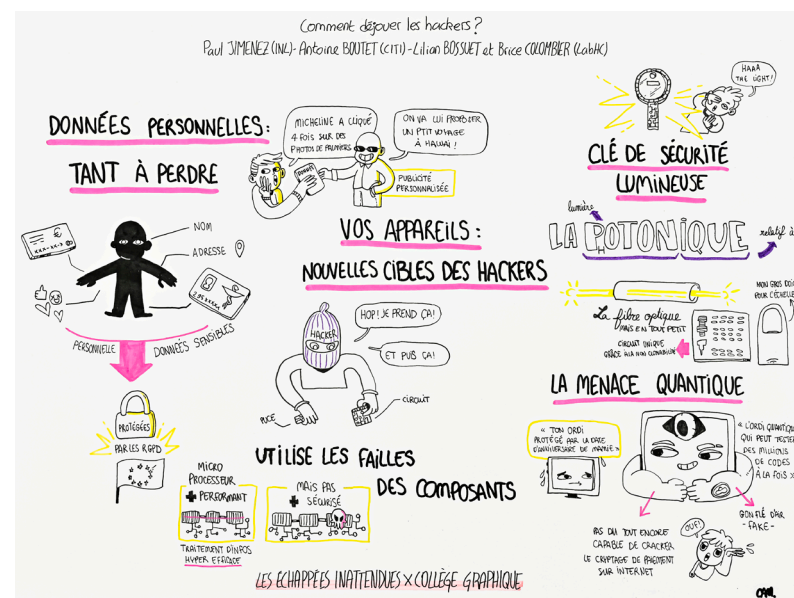 Comment déjouer les hackers?
Paul JIMENEZ (INL) - Antoine BOUTET (CITI) - Lilian BOSSUET et Brice COLOMBIER (LabHC)
DONNÉES PERSONNELLES:
TANT À PERDRE
MICHELINE A CLIQUÉ
4 FOIS SUR DES
PHOTOS DE PALMIERS
ON VA LUI PROPOSER
UN PTIT VOYAGE
À HAWAÏ!
PUBLICITÉ
PERSONNALISÉE
NOM
ADRESSE
PERSONNELLE
DONNÉES SENSIBLES
PROTÉGÉES
PAR LES RGPD
VOS APPAREILS:
NOUVELLES CIBLES DES HACKERS
HOP! JE PREND ÇA!
HACKER
ET PUIS ÇA!
PUCE
CIRCUIT
UTILISE LES FAILLES
DES COMPOSANTS
MICRO
PROCESSEUR
+ PERFORMANT
TRAITEMENT D'INFOS
HYPER EFFICACE
MAIS PAS
+ SÉCURISÉ
HAAA
THE LIGHT!
CLÉ DE SÉCURITÉ
LUMINEUSE
lumière
LA PHOTONIQUE
relatif à
La fibre optique
MAIS EN TOUT PETIT
MON GROS DOI
POUR L'ÉCHELLE
CIRCUIT UNIQUE
GRÂCE À LA NON CLONABILITÉ
LA MENACE QUANTIQUE
« TON ORDI
PROTÉGÉ PAR LA DATE
D'ANNIVERSAIRE DE MAMIE »
« L'ORDI QUANTIQ
QUI PEUT TESTER
DES MILLIONS
DE CODES
À LA FOIS »
PAS DU TOUT ENCORE
CAPABLE DE CRACKER
LE CRYPTAGE DE PAIEMENT
SUR INTERNET
OUF!
GONFLÉ D'AIR
- FAKE -
LES ÉCHAPPÉES INATTENDUES X COLLÈGE GRAPHIQUE